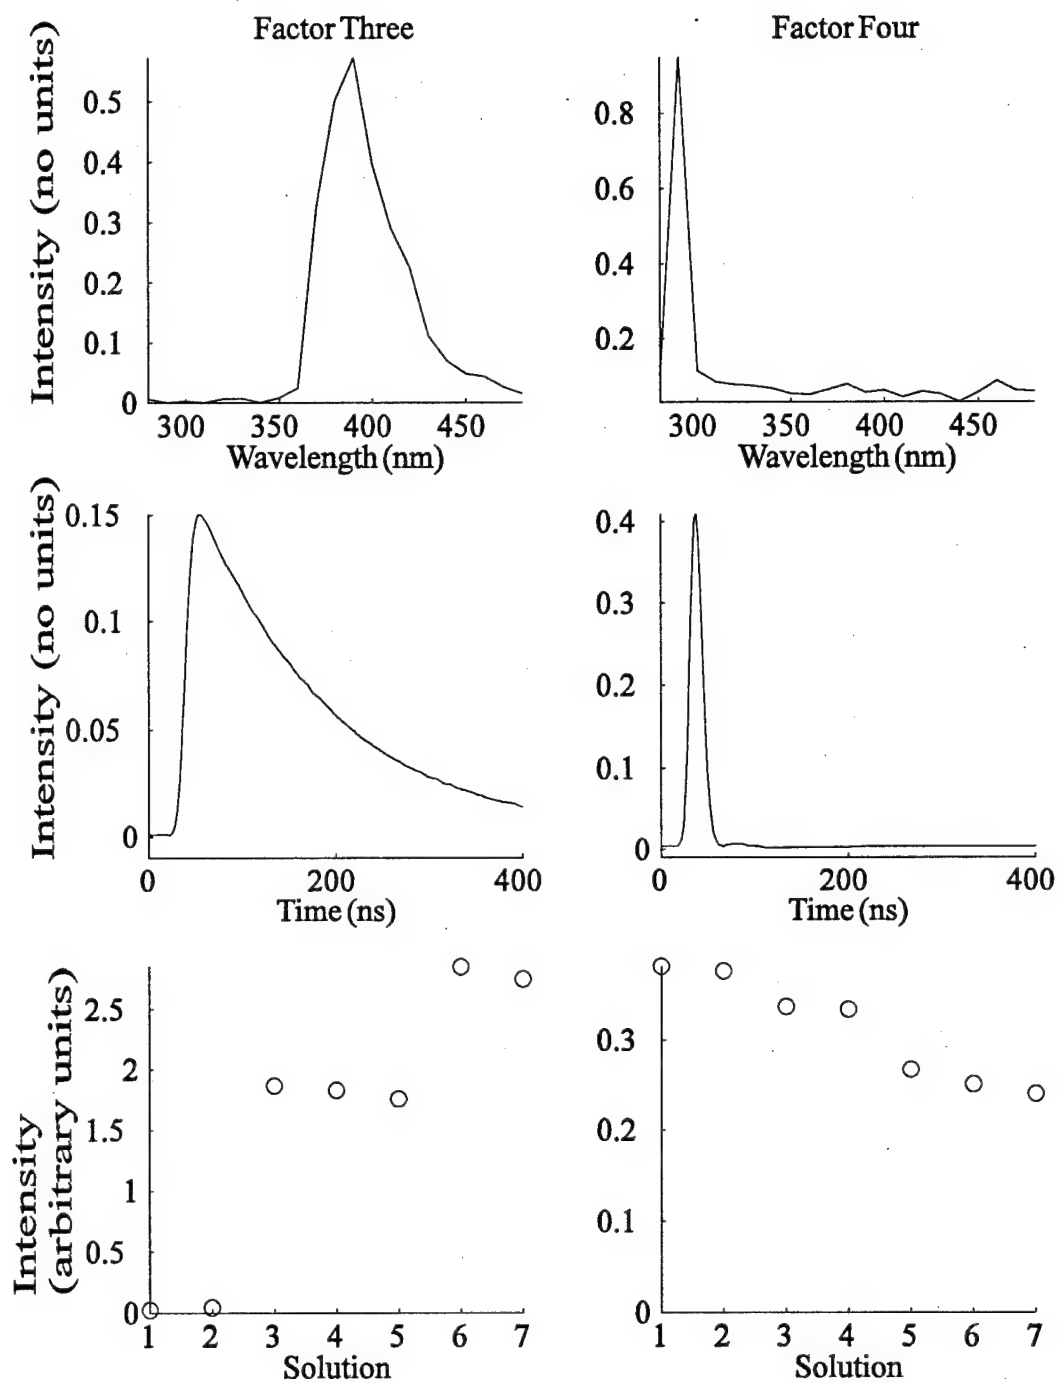 Factor Three
Factor Four
Intensity (no units)
0.5
0.4
0.3
0.2
0.1
0
300 350 400 450
Wavelength (nm)
0.8
0.6
0.4
0.2
300 350 400 450
Wavelength (nm)
Intensity (no units)
0.15
0.1
0.05
0
0 200 400
Time (ns)
0.4
0.3
0.2
0.1
0
0 200 400
Time (ns)
Intensity
(arbitrary units)
2.5
2
1.5
1
0.5
0
1 2 3 4 5 6 7
Solution
0.3
0.2
0.1
0
1 2 3 4 5 6 7
Solution